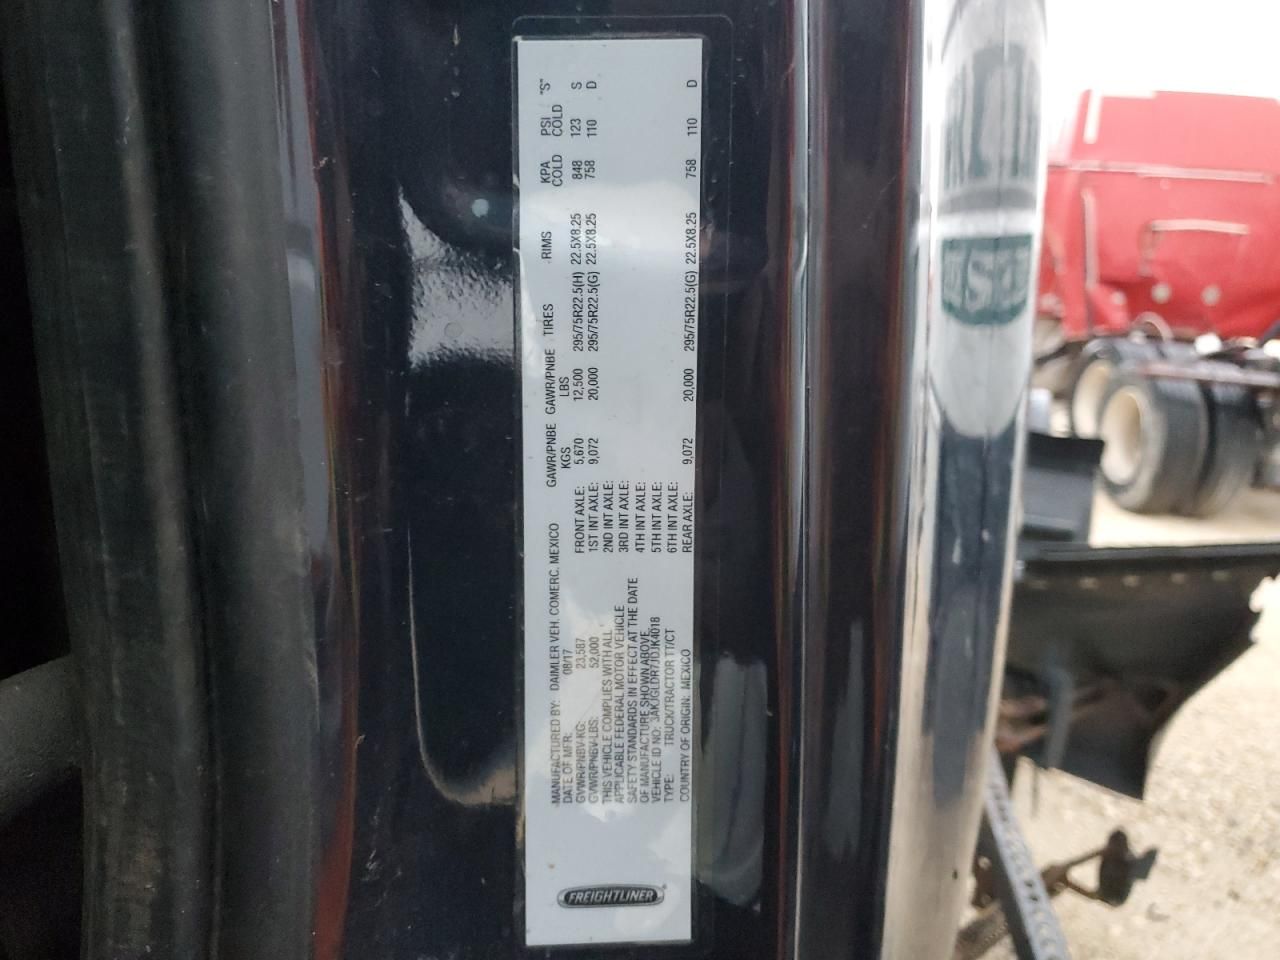 FREIGHTLINER
MANUFACTURED BY: DAIMLER VEH. COMERC. MEXICO
DATE OF MFR: 08/17
GVWR/PNBV-KG: 23,587
GVWR/PNBV-LBS: 52,000
THIS VEHICLE COMPLIES WITH ALL
APPLICABLE FEDERAL MOTOR VEHICLE
SAFETY STANDARDS IN EFFECT AT THE DATE
OF MANUFACTURE SHOWN ABOVE.
VEHICLE ID NO: 3AKJGLDR7JDJK4018
TYPE: TRUCK/TRACTOR TT/CT
COUNTRY OF ORIGIN: MEXICO
GAWR/PNBE KGS GAWR/PNBE LBS TIRES RIMS KPA COLD PSI COLD "S"
FRONT AXLE: 5,670 12,500 295/75R22.5(H) 22.5X8.25 848 123 S
1ST INT AXLE: 9,072 20,000 295/75R22.5(G) 22.5X8.25 758 110 D
2ND INT AXLE:
3RD INT AXLE:
4TH INT AXLE:
5TH INT AXLE:
6TH INT AXLE:
REAR AXLE: 9,072 20,000 295/75R22.5(G) 22.5X8.25 758 110 D